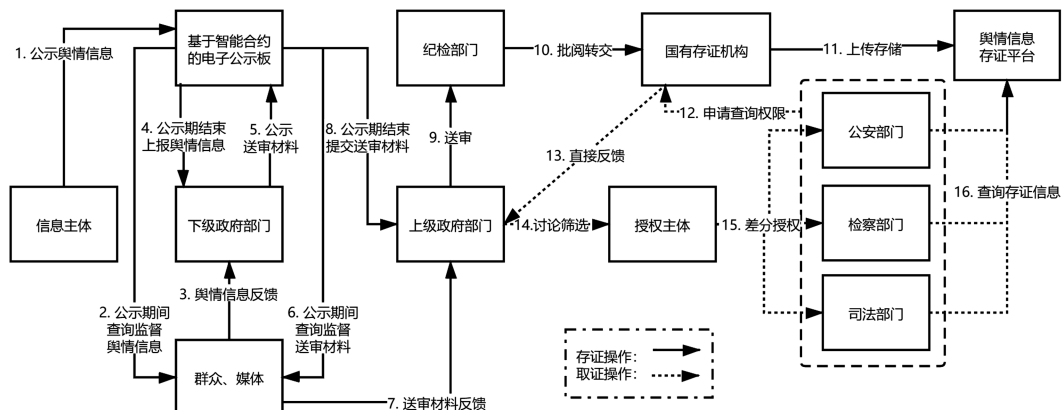 1. 公示舆情信息
基于智能合约
的电子公示板
纪检部门
10. 批阅转交
国有存证机构
11. 上传存储
舆情信息
存证平台
4. 公示期结束
上报舆情信息
5. 公示
送审材料
8. 公示期结束
提交送审材料
9. 送审
12. 申请查询权限
13. 直接反馈
公安部门
信息主体
下级政府部门
上级政府部门
14.讨论筛选
授权主体
15. 差分授权
检察部门
16. 查询存证信息
3. 舆情信息反馈
2. 公示期间
查询监督
舆情信息
6. 公示期间
查询监督
送审材料
司法部门
群众、媒体
7. 送审材料反馈
存证操作：
取证操作：